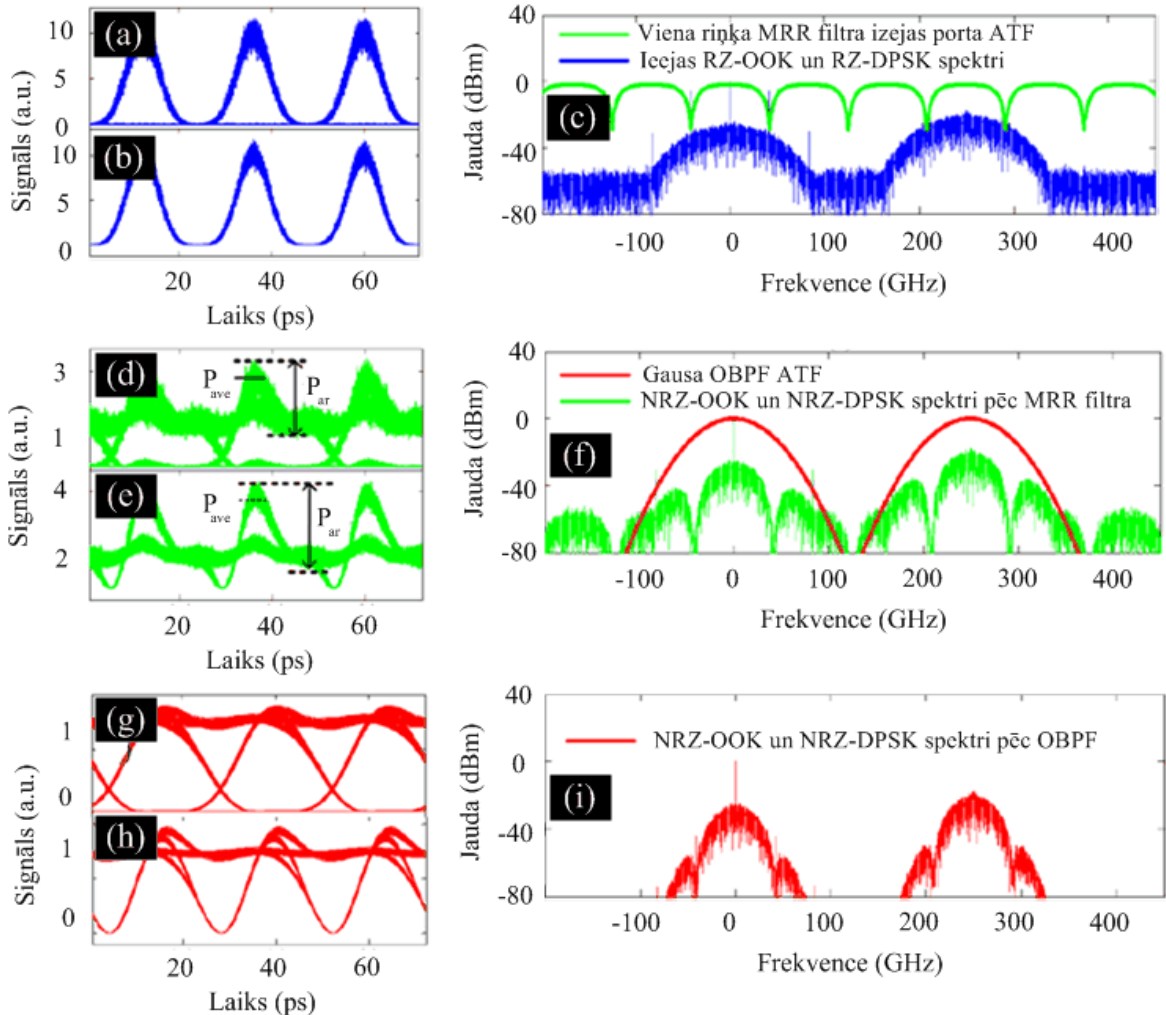 (a)
10
5
0
(b)
10
5
0
Signāls (a.u.)
20 40 60
Laiks (ps)
40
0
-40
-80
Jauda (dBm)
Viena riņķa MRR filtra izejas porta ATF
Ieejas RZ-OOK un RZ-DPSK spektri
(c)
-100 0 100 200 300 400
Frekvence (GHz)
(d)
3
1
Pave
Par
(e)
4
2
Pave
Par
Signāls (a.u.)
20 40 60
Laiks (ps)
40
0
-40
-80
Jauda (dBm)
Gausa OBPF ATF
NRZ-OOK un NRZ-DPSK spektri pēc MRR filtra
(f)
-100 0 100 200 300 400
Frekvence (GHz)
(g)
1
0
(h)
1
0
Signāls (a.u.)
20 40 60
Laiks (ps)
40
0
-40
-80
Jauda (dBm)
NRZ-OOK un NRZ-DPSK spektri pēc OBPF
(i)
-100 0 100 200 300 400
Frekvence (GHz)